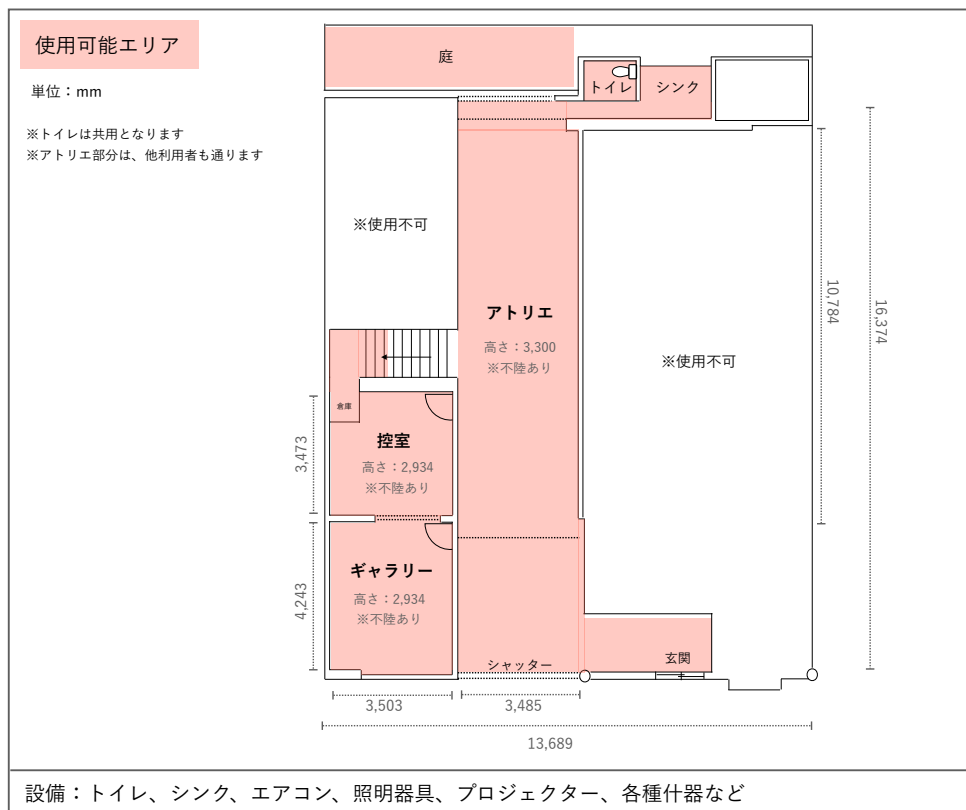 使用可能エリア
単位：mm
※トイレは共用となります
※アトリエ部分は、他利用者も通ります
庭
トイレ
シンク
※使用不可
アトリエ
高さ：3,300
※不陸あり
※使用不可
10,784
16,374
倉庫
控室
高さ：2,934
※不陸あり
3,473
ギャラリー
高さ：2,934
※不陸あり
4,243
シャッター
玄関
3,503
3,485
13,689
設備：トイレ、シンク、エアコン、照明器具、プロジェクター、各種什器など